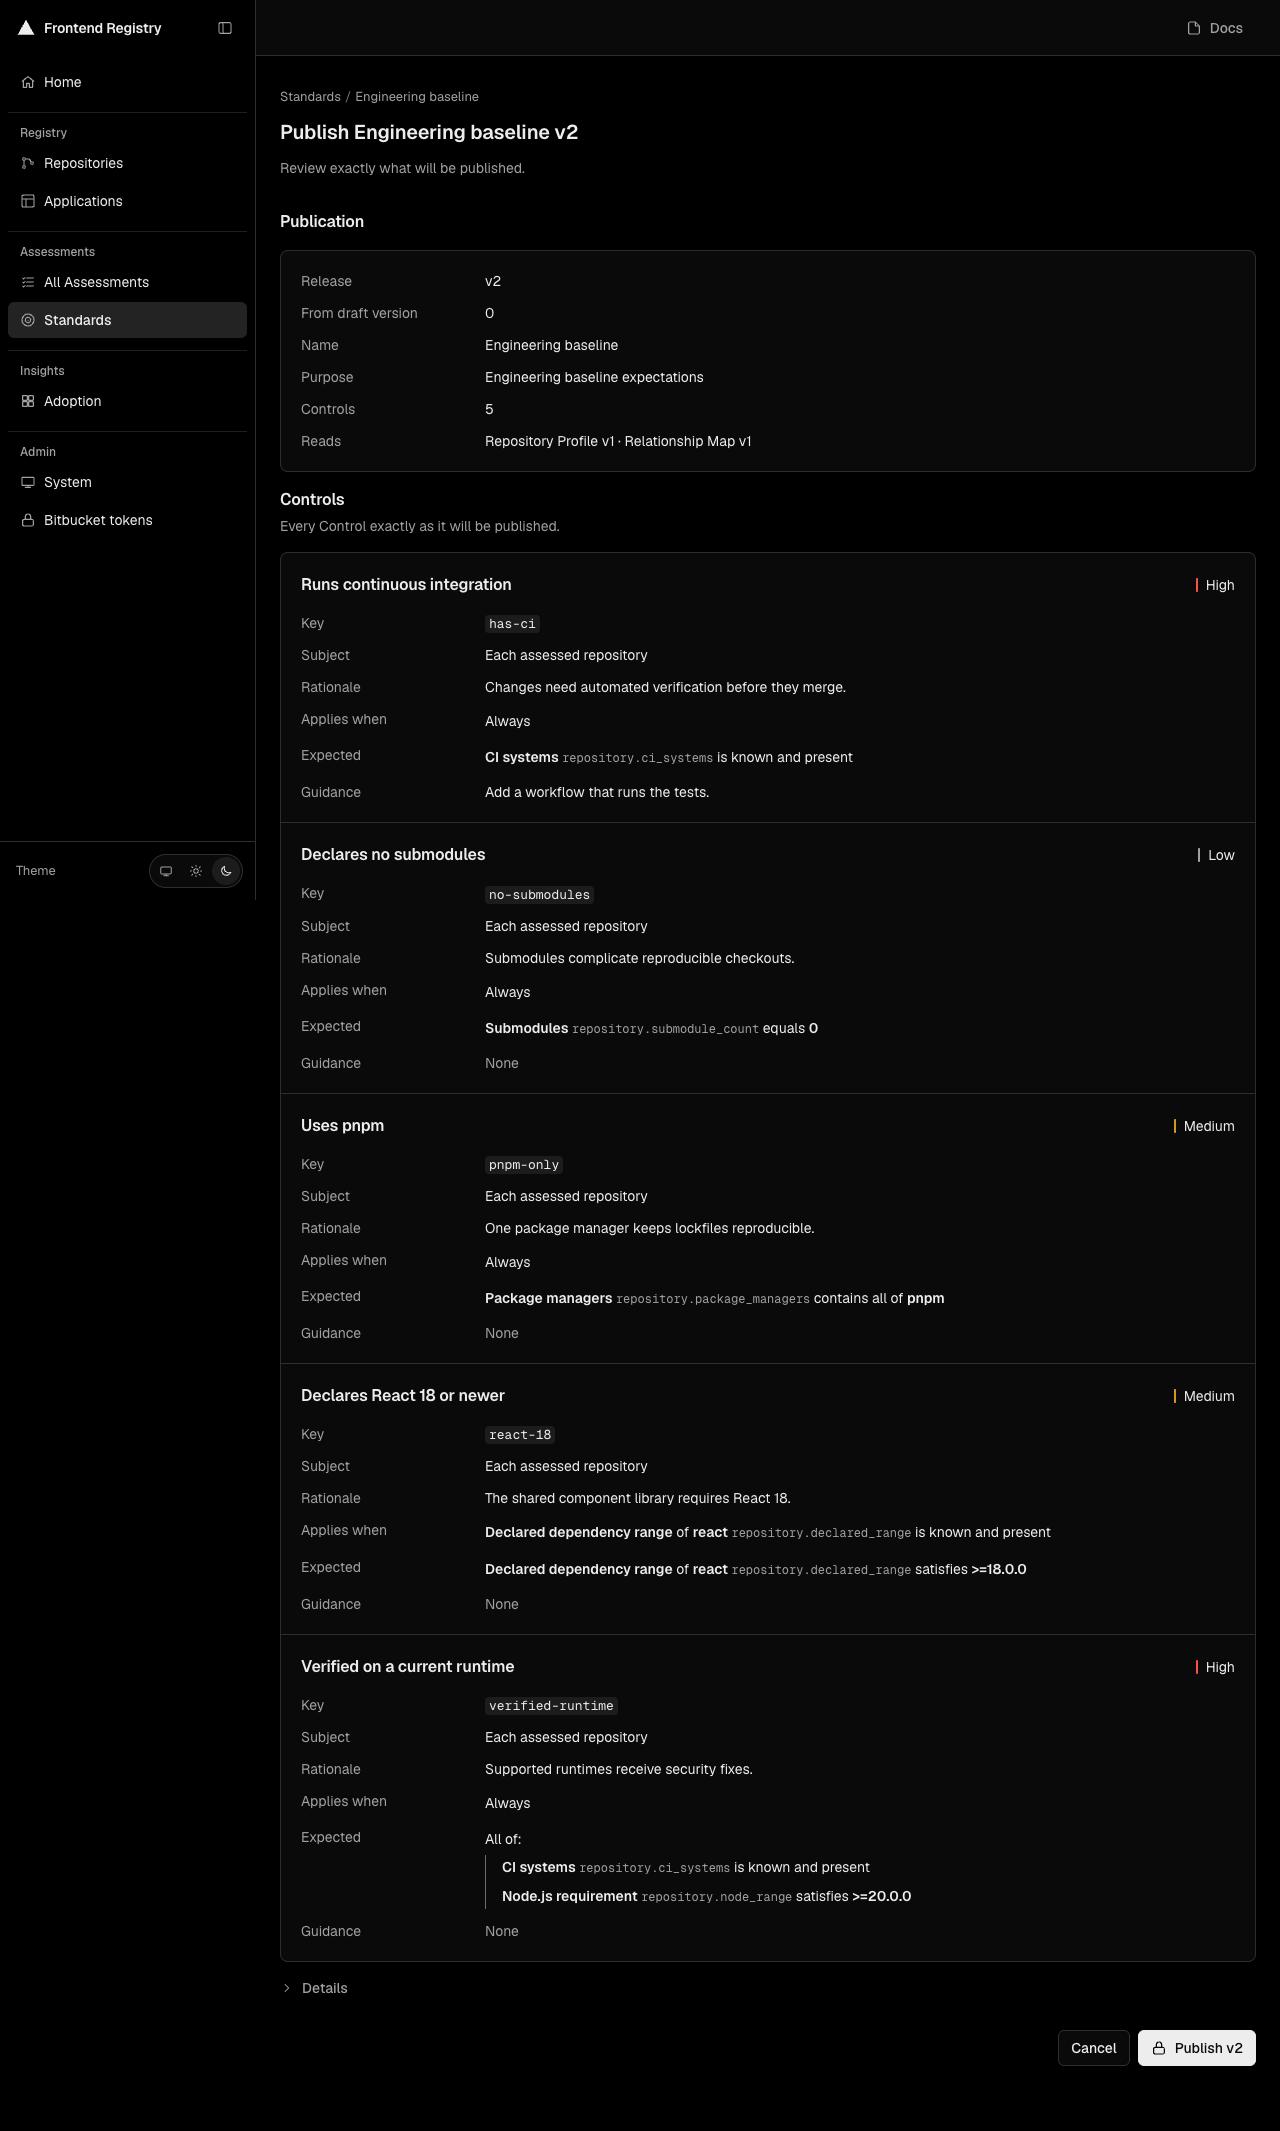 Frontend Registry
Docs
Home
Registry
Repositories
Applications
Assessments
All Assessments
Standards
Insights
Adoption
Admin
System
Bitbucket tokens
Theme
Standards / Engineering baseline
Publish Engineering baseline v2
Review exactly what will be published.
Publication
Release v2
From draft version 0
Name Engineering baseline
Purpose Engineering baseline expectations
Controls 5
Reads Repository Profile v1 · Relationship Map v1
Controls
Every Control exactly as it will be published.
Runs continuous integration High
Key has-ci
Subject Each assessed repository
Rationale Changes need automated verification before they merge.
Applies when Always
Expected CI systems repository.ci_systems is known and present
Guidance Add a workflow that runs the tests.
Declares no submodules Low
Key no-submodules
Subject Each assessed repository
Rationale Submodules complicate reproducible checkouts.
Applies when Always
Expected Submodules repository.submodule_count equals 0
Guidance None
Uses pnpm Medium
Key pnpm-only
Subject Each assessed repository
Rationale One package manager keeps lockfiles reproducible.
Applies when Always
Expected Package managers repository.package_managers contains all of pnpm
Guidance None
Declares React 18 or newer Medium
Key react-18
Subject Each assessed repository
Rationale The shared component library requires React 18.
Applies when Declared dependency range of react repository.declared_range is known and present
Expected Declared dependency range of react repository.declared_range satisfies >=18.0.0
Guidance None
Verified on a current runtime High
Key verified-runtime
Subject Each assessed repository
Rationale Supported runtimes receive security fixes.
Applies when Always
Expected All of:
CI systems repository.ci_systems is known and present
Node.js requirement repository.node_range satisfies >=20.0.0
Guidance None
Details
Cancel
Publish v2